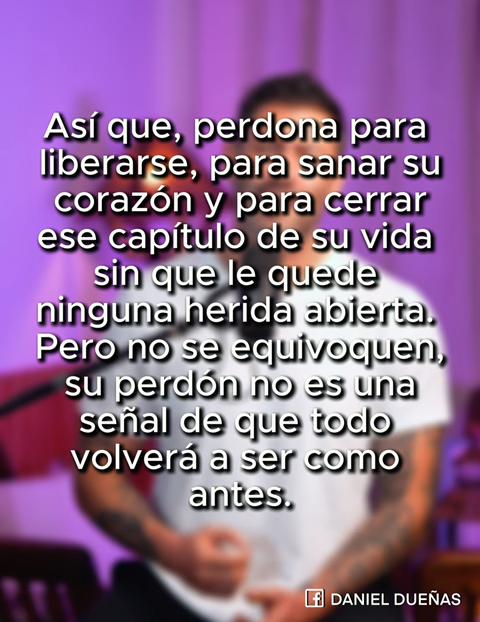 Así que, perdona para
liberarse, para sanar su
corazón y para cerrar
ese capítulo de su vida
sin que le quede
ninguna herida abierta.
Pero no se equivoquen,
su perdón no es una
señal de que todo
volverá a ser como
antes.
DANIEL DUEÑAS